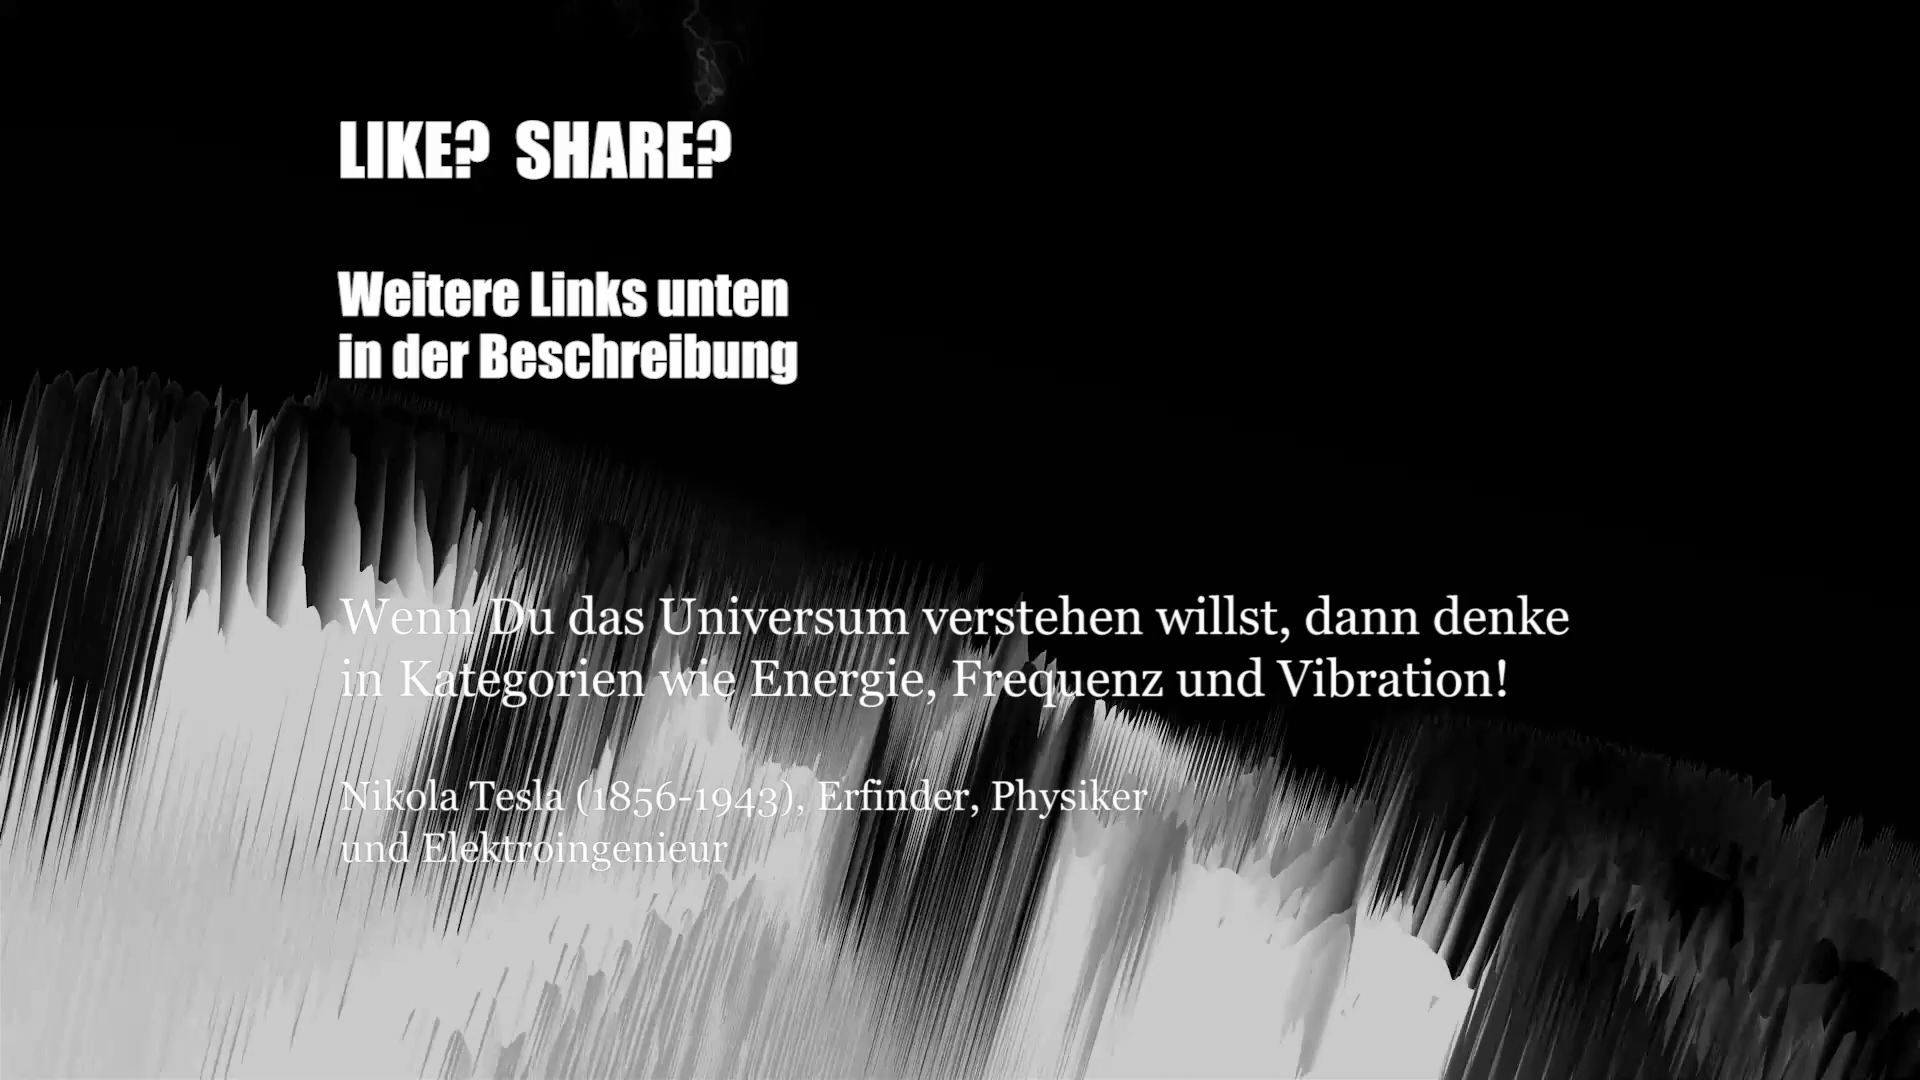 LIKE? SHARE?
Weitere Links unten
in der Beschreibung
Wenn Du das Universum verstehen willst, dann denke
in Kategorien wie Energie, Frequenz und Vibration!
Nikola Tesla (1856-1943), Erfinder, Physiker
und Elektroingenieur